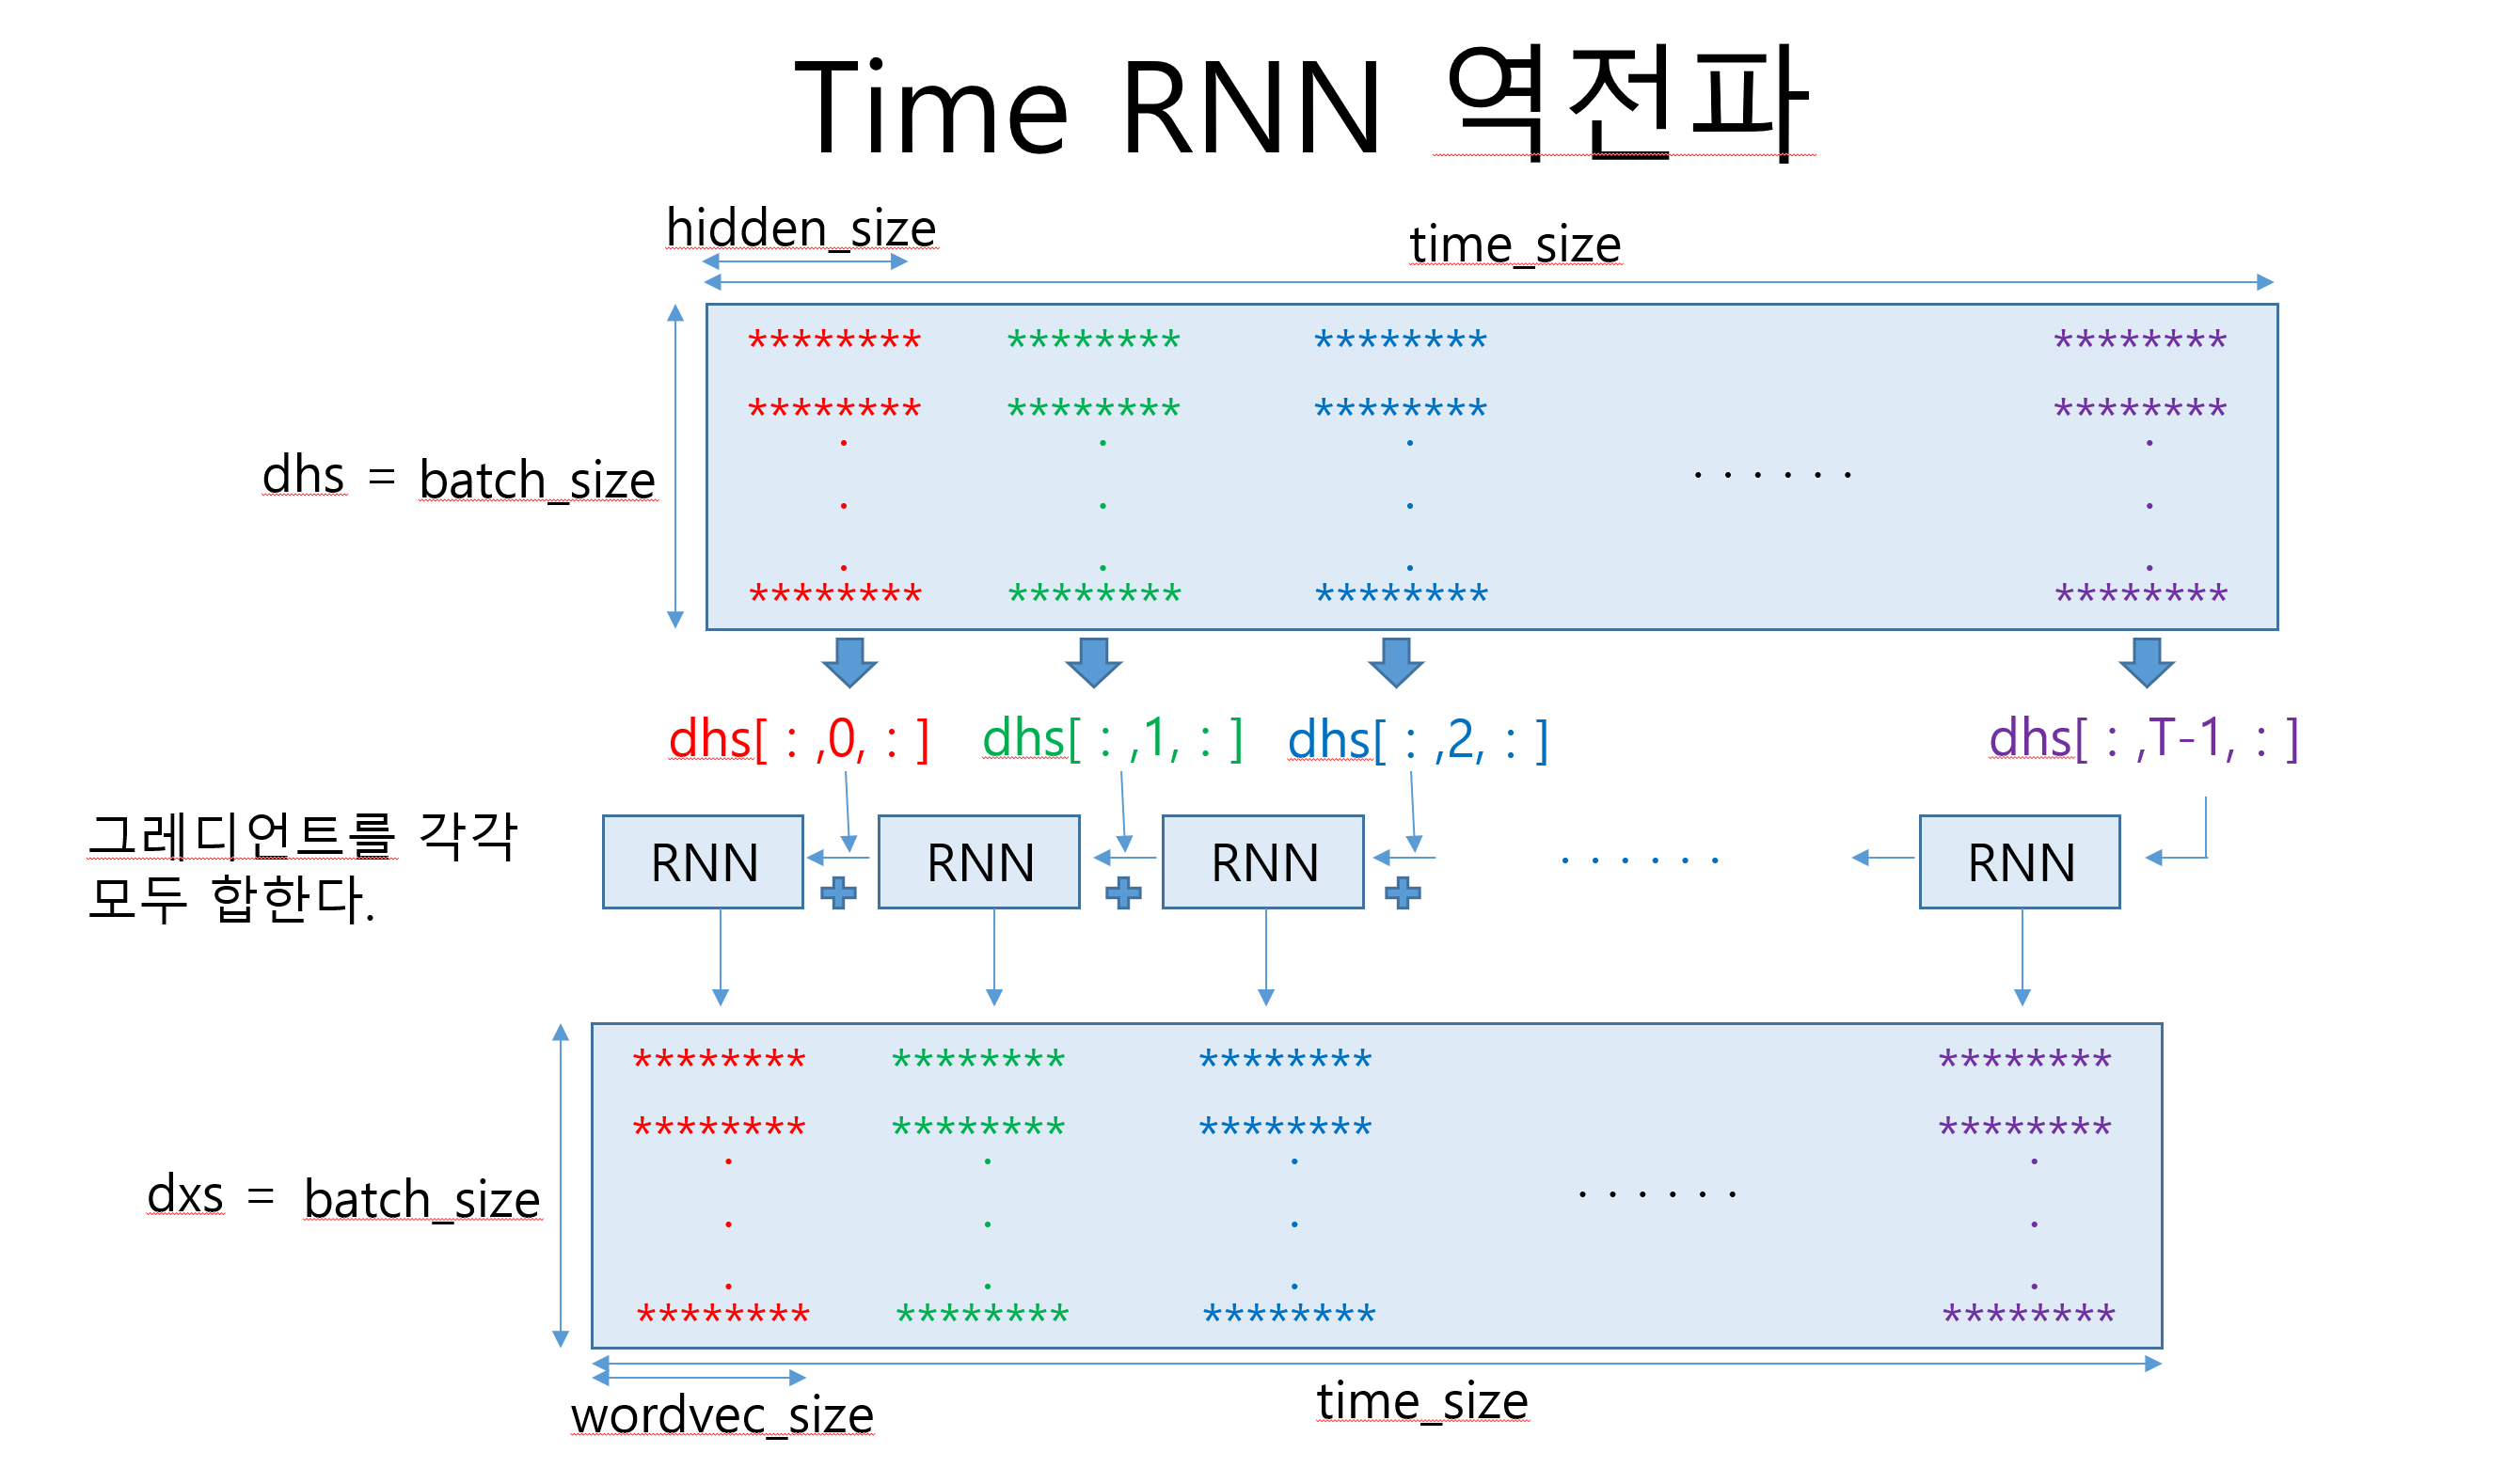 Time RNN 역전파
hidden_size
time_size
******** ******** ******** ********
******** ******** ******** ********
. . . .
dhs = batch_size
. . . . . .
. . . .
. . . .
******** ******** ******** ********
dhs[ : ,0, : ] dhs[ : ,1, : ] dhs[ : ,2, : ] dhs[ : ,T-1, : ]
그레디언트를 각각
모두 합한다.
RNN RNN RNN . . . . . . RNN
******** ******** ******** ********
******** ******** ******** ********
. . . .
dxs = batch_size
. . . . . .
. . . .
. . . .
******** ******** ******** ********
wordvec_size
time_size